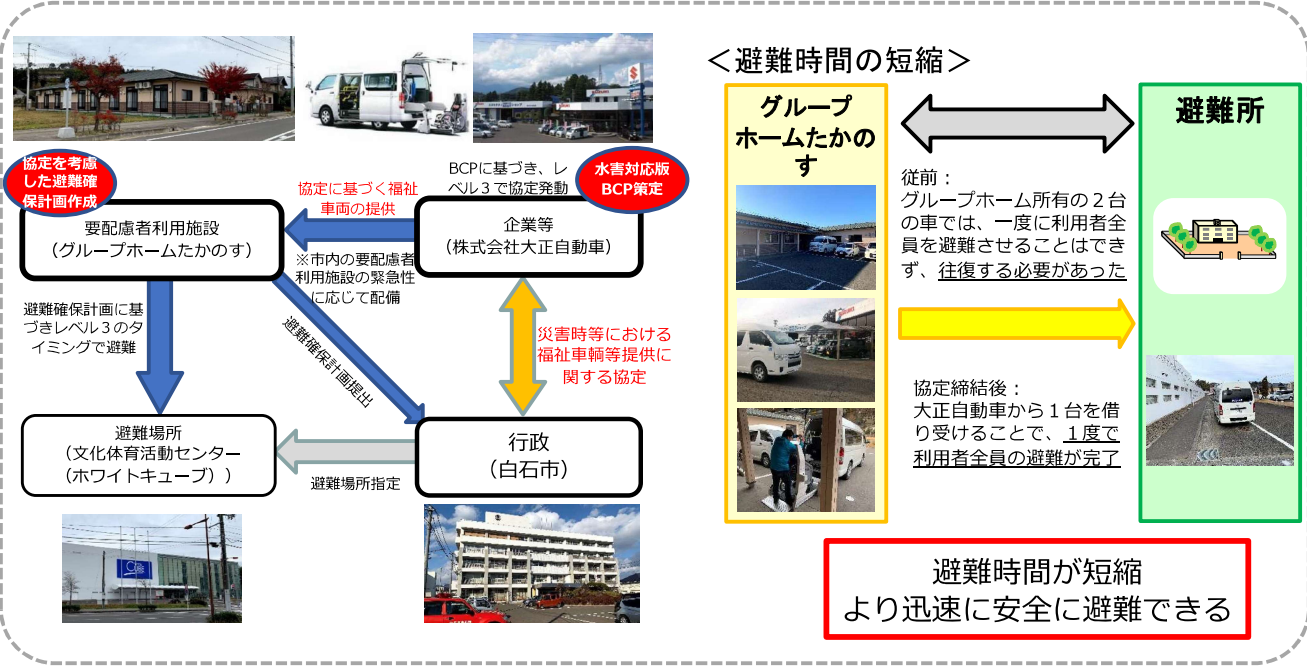 協定を考慮
した避難確
保計画作成
要配慮者利用施設
(グループホームたかのす)
協定に基づく福祉
車両の提供
※市内の要配慮者
利用施設の緊急性
に応じて配備
BCPに基づき、レ
ベル３で協定発動
水害対応版
BCP策定
企業等
(株式会社大正自動車)
避難確保計画に基
づきレベル３のタ
イミングで避難
避難確保計画提出
災害時等における
福祉車輌等提供に
関する協定
避難場所
(文化体育活動センター
(ホワイトキューブ))
避難場所指定
行政
(白石市)
＜避難時間の短縮＞
グループ
ホームたかの
す
避難所
従前：
グループホーム所有の２台
の車では、一度に利用者全
員を避難させることはでき
ず、往復する必要があった
協定締結後：
大正自動車から１台を借
り受けることで、１度で
利用者全員の避難が完了
避難時間が短縮
より迅速に安全に避難できる